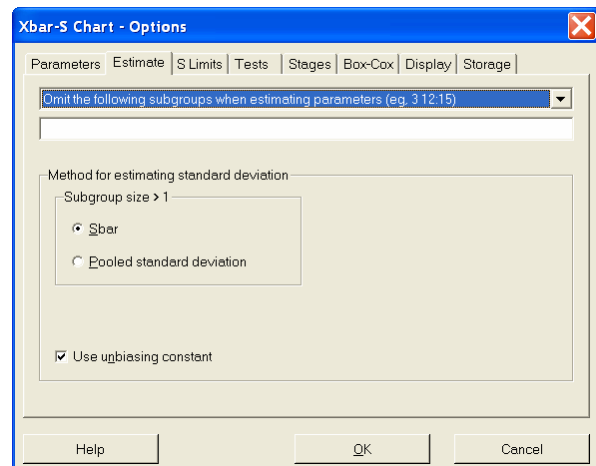 Xbar-S Chart - Options
Parameters Estimate S Limits Tests Stages Box-Cox Display Storage
Omit the following subgroups when estimating parameters (eg, 3 12:15)
Method for estimating standard deviation
Subgroup size > 1
Sbar
Pooled standard deviation
Use unbiasing constant
Help OK Cancel